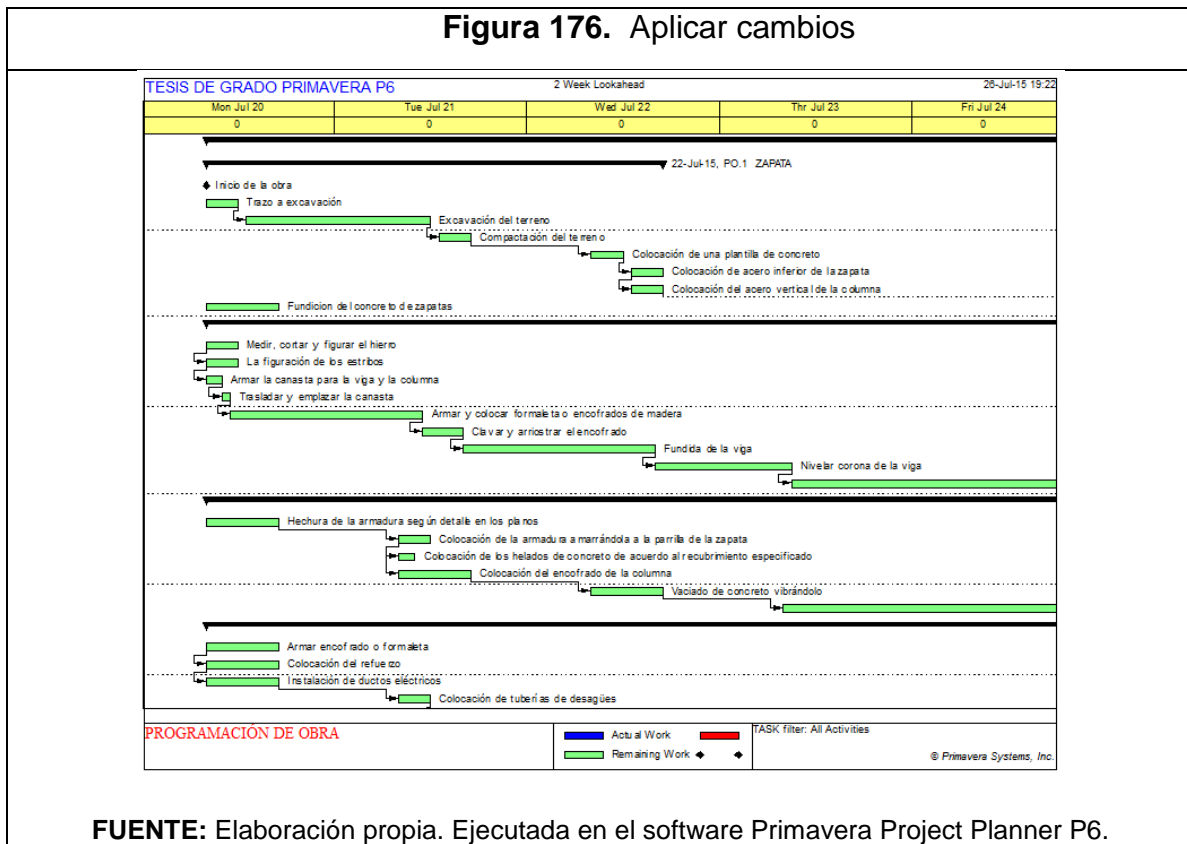 Figura 176. Aplicar cambios
TESIS DE GRADO PRIMAVERA P6 2 Week Lookahead 26-Jul-15 19:22
Mon Jul 20 Tue Jul 21 Wed Jul 22 Thr Jul 23 Fri Jul 24
0 0 0 0 0
22-Jul-15, PO.1 ZAPATA
Inicio de la obra
Trazo a excavación
Excavación del terreno
Compactación del terreno
Colocación de una plantilla de concreto
Colocación de acero inferior de la zapata
Colocación del acero vertical de la columna
Fundicion del concreto de zapatas
Medir, cortar y figurar el hierro
La figuración de los estribos
Armar la canasta para la viga y la columna
Trasladar y emplazar la canasta
Armar y colocar formaleta o encofrados de madera
Clavar y arriostrar el encofrado
Fundida de la viga
Nivelar corona de la viga
Hechura de la armadura según detalle en los planos
Colocación de la armadura amarrándola a la parrilla de la zapata
Colocación de los helados de concreto de acuerdo al recubrimiento especificado
Colocación del encofrado de la columna
Vaciado de concreto vibrándolo
Armar encofrado o formaleta
Colocación del refuerzo
Instalación de ductos eléctricos
Colocación de tuberías de desagües
PROGRAMACIÓN DE OBRA Actual Work TASK filter: All Activities
Remaining Work
© Primavera Systems, Inc.
FUENTE: Elaboración propia. Ejecutada en el software Primavera Project Planner P6.